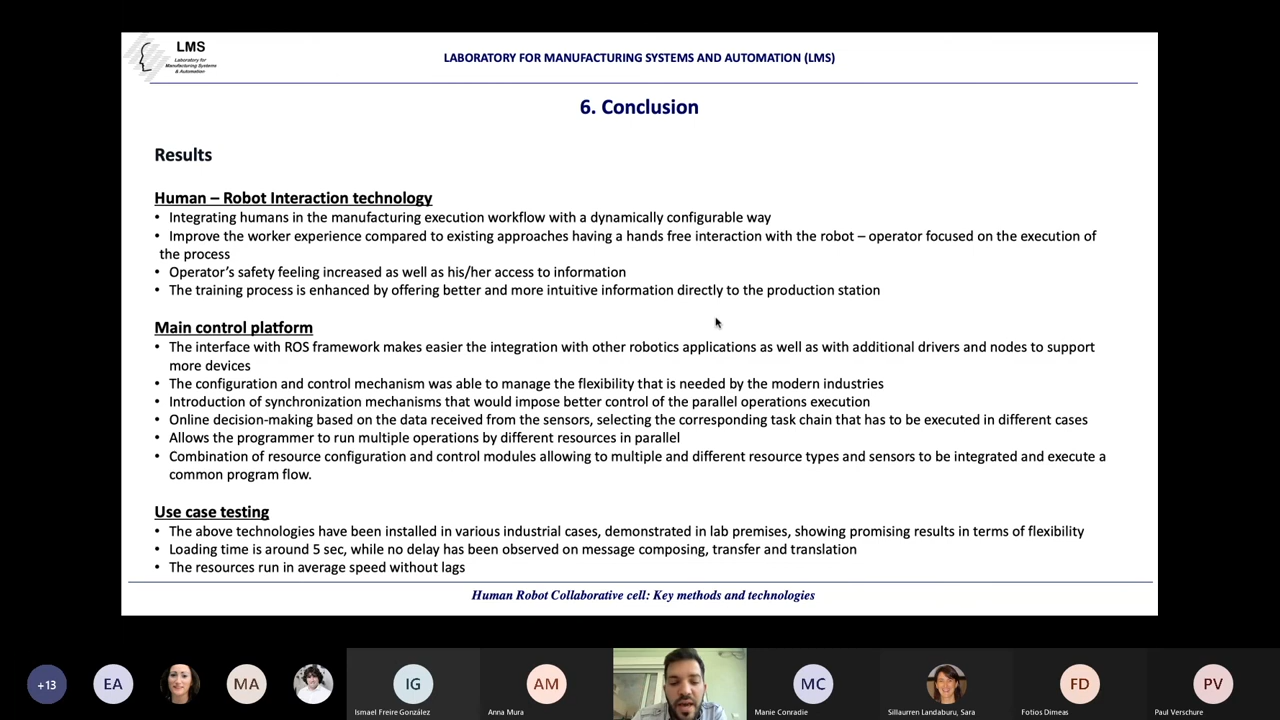 LMS
Laboratory for
Manufacturing Systems
& Automation
LABORATORY FOR MANUFACTURING SYSTEMS AND AUTOMATION (LMS)
6. Conclusion
Results
Human – Robot Interaction technology
• Integrating humans in the manufacturing execution workflow with a dynamically configurable way
• Improve the worker experience compared to existing approaches having a hands free interaction with the robot – operator focused on the execution of
the process
• Operator's safety feeling increased as well as his/her access to information
• The training process is enhanced by offering better and more intuitive information directly to the production station
Main control platform
• The interface with ROS framework makes easier the integration with other robotics applications as well as with additional drivers and nodes to support
more devices
• The configuration and control mechanism was able to manage the flexibility that is needed by the modern industries
• Introduction of synchronization mechanisms that would impose better control of the parallel operations execution
• Online decision-making based on the data received from the sensors, selecting the corresponding task chain that has to be executed in different cases
• Allows the programmer to run multiple operations by different resources in parallel
• Combination of resource configuration and control modules allowing to multiple and different resource types and sensors to be integrated and execute a
common program flow.
Use case testing
• The above technologies have been installed in various industrial cases, demonstrated in lab premises, showing promising results in terms of flexibility
• Loading time is around 5 sec, while no delay has been observed on message composing, transfer and translation
• The resources run in average speed without lags
Human Robot Collaborative cell: Key methods and technologies
+13
EA
MA
IG
AM
MC
FD
PV
Ismael Freire González
Anna Mura
Manie Conradie
Sillaurren Landaburu, Sara
Fotios Dimeas
Paul Verschure